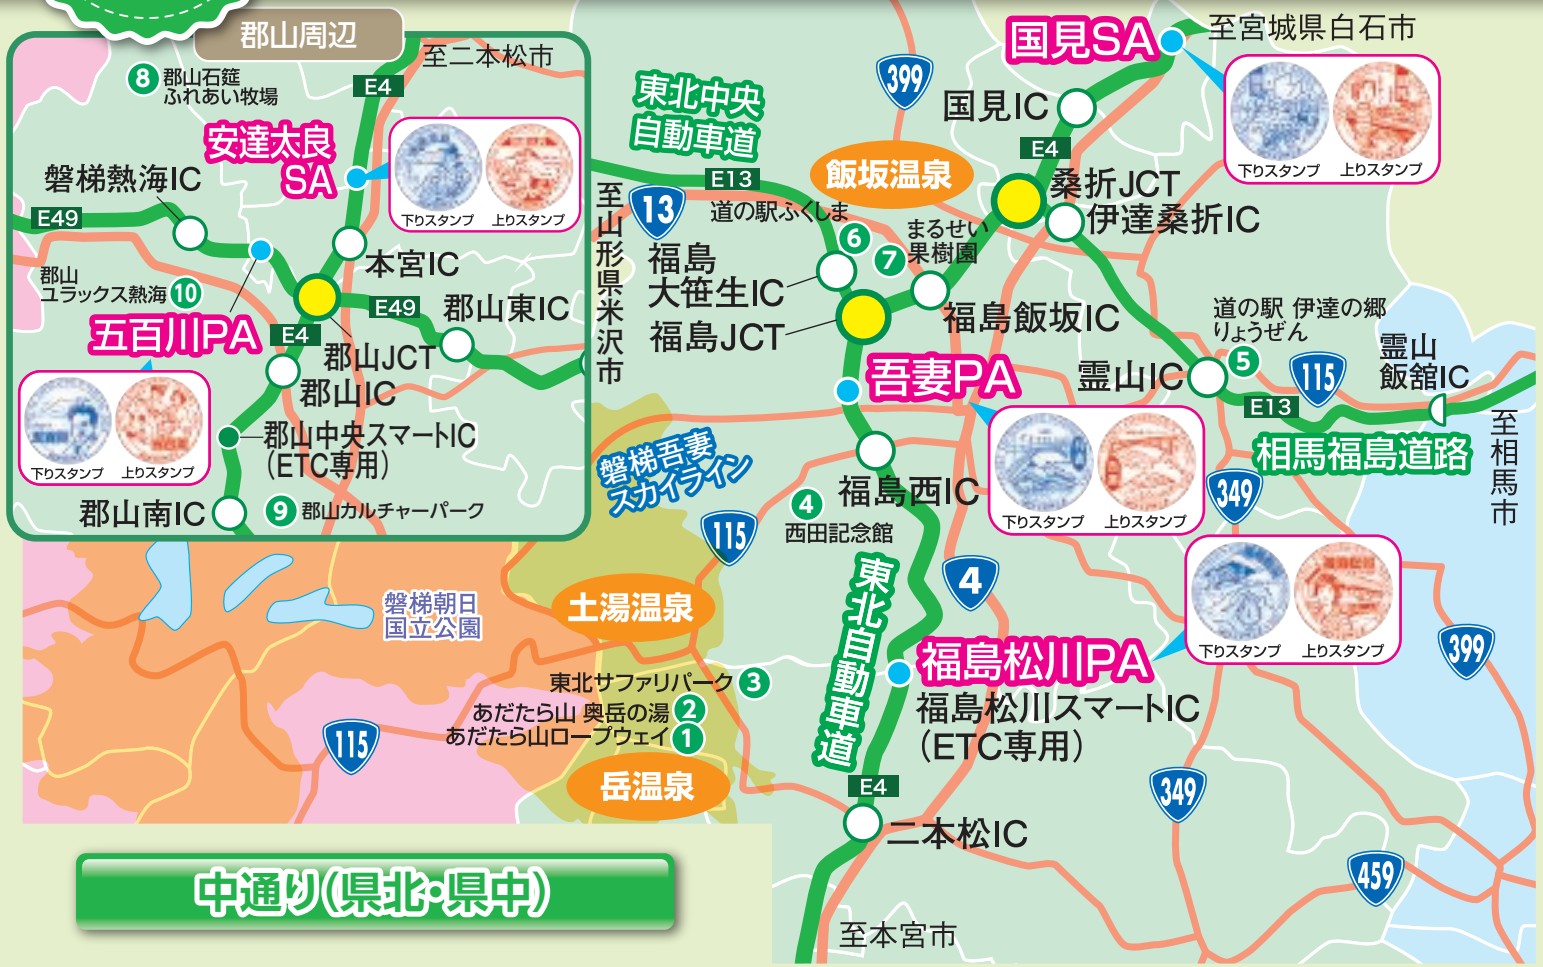 郡山周辺
至二本松市
E4
8
郡山石筵
ふれあい牧場
安達太良
SA
下りスタンプ
上りスタンプ
磐梯熱海IC
E49
本宮IC
郡山
ユラックス熱海
10
五百川PA
E49
郡山東IC
E4
郡山JCT
郡山IC
下りスタンプ
上りスタンプ
郡山中央スマートIC
(ETC専用)
郡山南IC
9
郡山カルチャーパーク
国見SA
至宮城県白石市
下りスタンプ
上りスタンプ
399
国見IC
E4
東北中央
自動車道
E13
飯坂温泉
桑折JCT
伊達桑折IC
至山形県米沢市
13
道の駅ふくしま
6
7
まるせい
果樹園
福島
大笹生IC
福島飯坂IC
福島JCT
道の駅 伊達の郷
りょうぜん
5
吾妻PA
霊山IC
115
霊山
飯舘IC
E13
至相馬市
相馬福島道路
下りスタンプ
上りスタンプ
349
磐梯吾妻
スカイライン
115
4
西田記念館
福島西IC
東北自動車道
4
下りスタンプ
上りスタンプ
399
磐梯朝日
国立公園
土湯温泉
福島松川PA
福島松川スマートIC
(ETC専用)
東北サファリパーク
3
あだたら山 奥岳の湯
2
あだたら山ロープウェイ
1
115
岳温泉
E4
二本松IC
349
459
至本宮市
中通り(県北・県中)